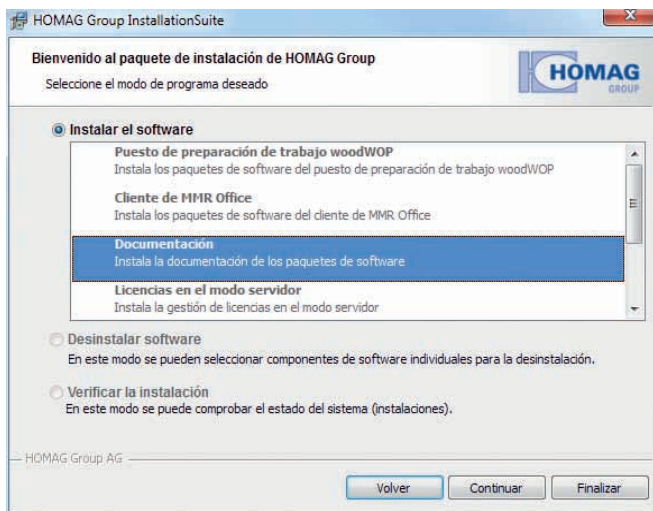 HOMAG Group InstallationSuite
Bienvenido al paquete de instalación de HOMAG Group
Seleccione el modo de programa deseado
HOMAG
GROUP
Instalar el software
Puesto de preparación de trabajo woodWOP
Instala los paquetes de software del puesto de preparación de trabajo woodWOP
Cliente de MMR Office
Instala los paquetes de software del cliente de MMR Office
Documentación
Instala la documentación de los paquetes de software
Licencias en el modo servidor
Instala la gestión de licencias en el modo servidor
Desinstalar software
En este modo se pueden seleccionar componentes de software individuales para la desinstalación.
Verificar la instalación
En este modo se puede comprobar el estado del sistema (instalaciones).
HOMAG Group AG
Volver Continuar Finalizar